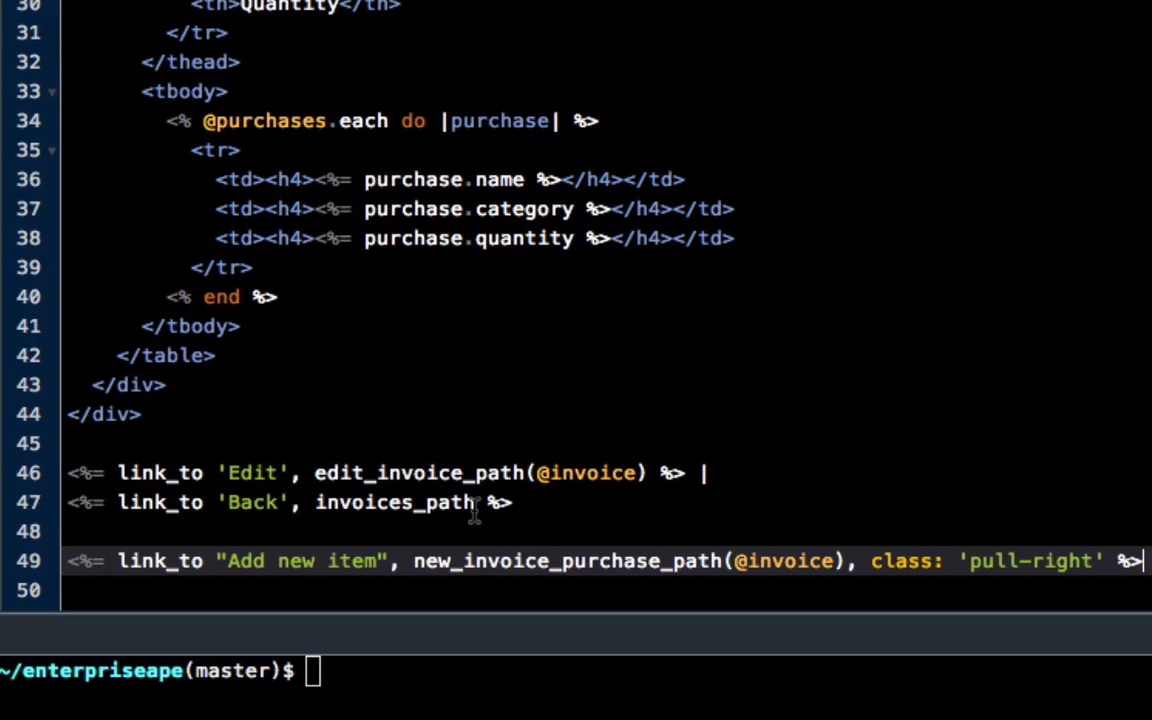 30 <th>Quantity</th>
31 </tr>
32 </thead>
33 <tbody>
34 <% @purchases.each do |purchase| %>
35 <tr>
36 <td><h4><%= purchase.name %></h4></td>
37 <td><h4><%= purchase.category %></h4></td>
38 <td><h4><%= purchase.quantity %></h4></td>
39 </tr>
40 <% end %>
41 </tbody>
42 </table>
43 </div>
44 </div>
45
46 <%= link_to 'Edit', edit_invoice_path(@invoice) %> |
47 <%= link_to 'Back', invoices_path %>
48
49 <%= link_to "Add new item", new_invoice_purchase_path(@invoice), class: 'pull-right' %>
50
~/enterpriseape(master)$